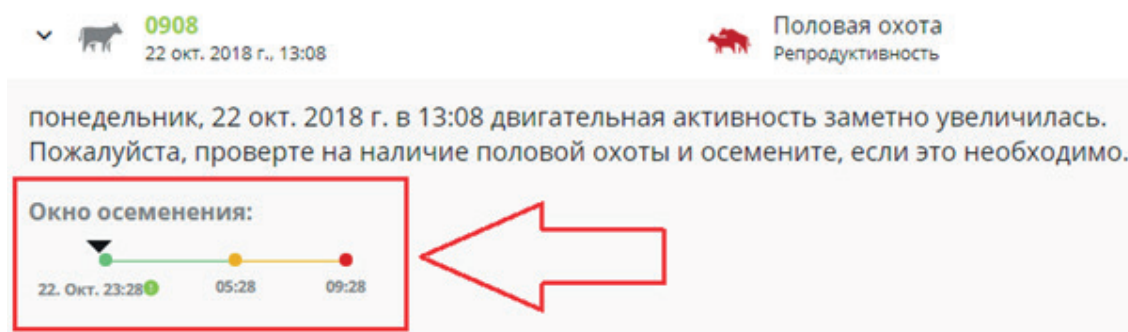 0908
22 окт. 2018 г., 13:08
Половая охота
Репродуктивность
понедельник, 22 окт. 2018 г. в 13:08 двигательная активность заметно увеличилась.
Пожалуйста, проверте на наличие половой охоты и осемените, если это необходимо.
Окно осеменения:
22. Окт. 23:28 05:28 09:28